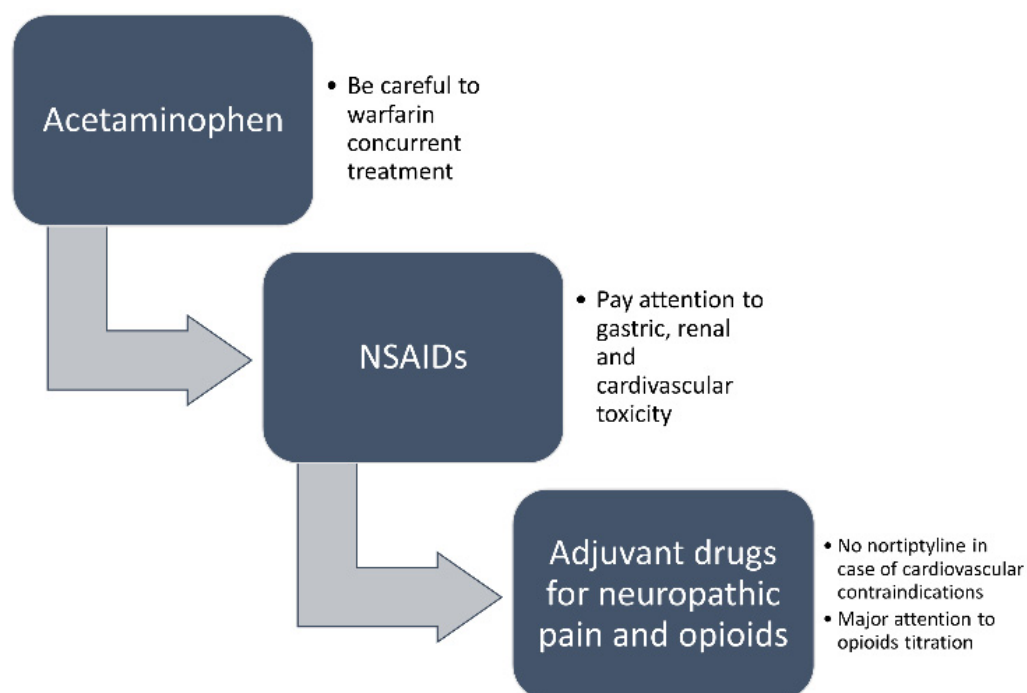 Acetaminophen
• Be careful to
warfarin
concurrent
treatment
NSAIDs
• Pay attention to
gastric, renal
and
cardivascular
toxicity
Adjuvant drugs
for neuropathic
pain and opioids
• No nortiptyline in
case of cardiovascular
contraindications
• Major attention to
opioids titration